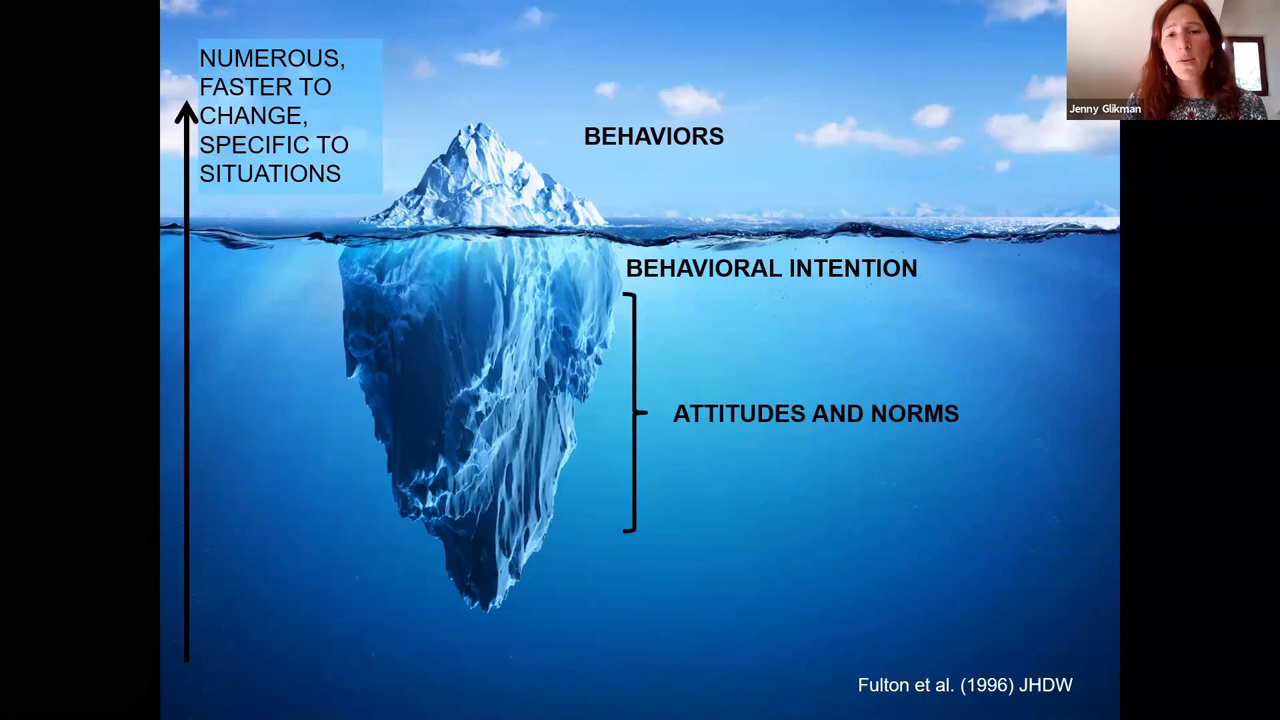 NUMEROUS,
FASTER TO
CHANGE,
SPECIFIC TO
SITUATIONS
BEHAVIORS
Jenny Glikman
BEHAVIORAL INTENTION
ATTITUDES AND NORMS
Fulton et al. (1996) JHDW